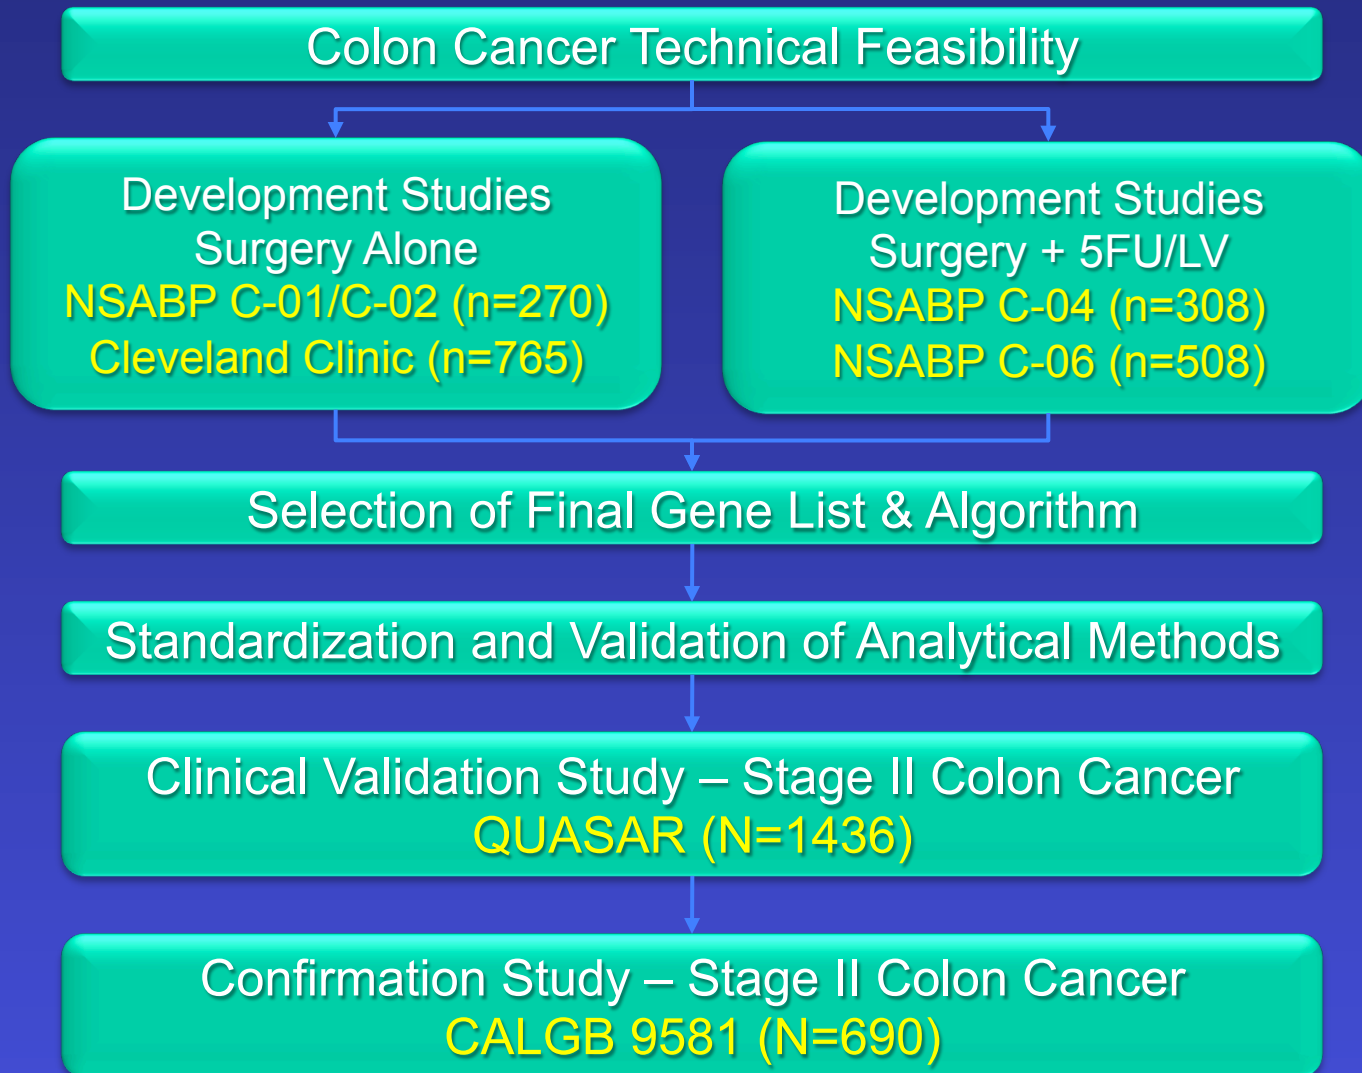 Colon Cancer Technical Feasibility
Development Studies
Surgery Alone
NSABP C-01/C-02 (n=270)
Cleveland Clinic (n=765)
Development Studies
Surgery + 5FU/LV
NSABP C-04 (n=308)
NSABP C-06 (n=508)
Selection of Final Gene List & Algorithm
Standardization and Validation of Analytical Methods
Clinical Validation Study – Stage II Colon Cancer
QUASAR (N=1436)
Confirmation Study – Stage II Colon Cancer
CALGB 9581 (N=690)